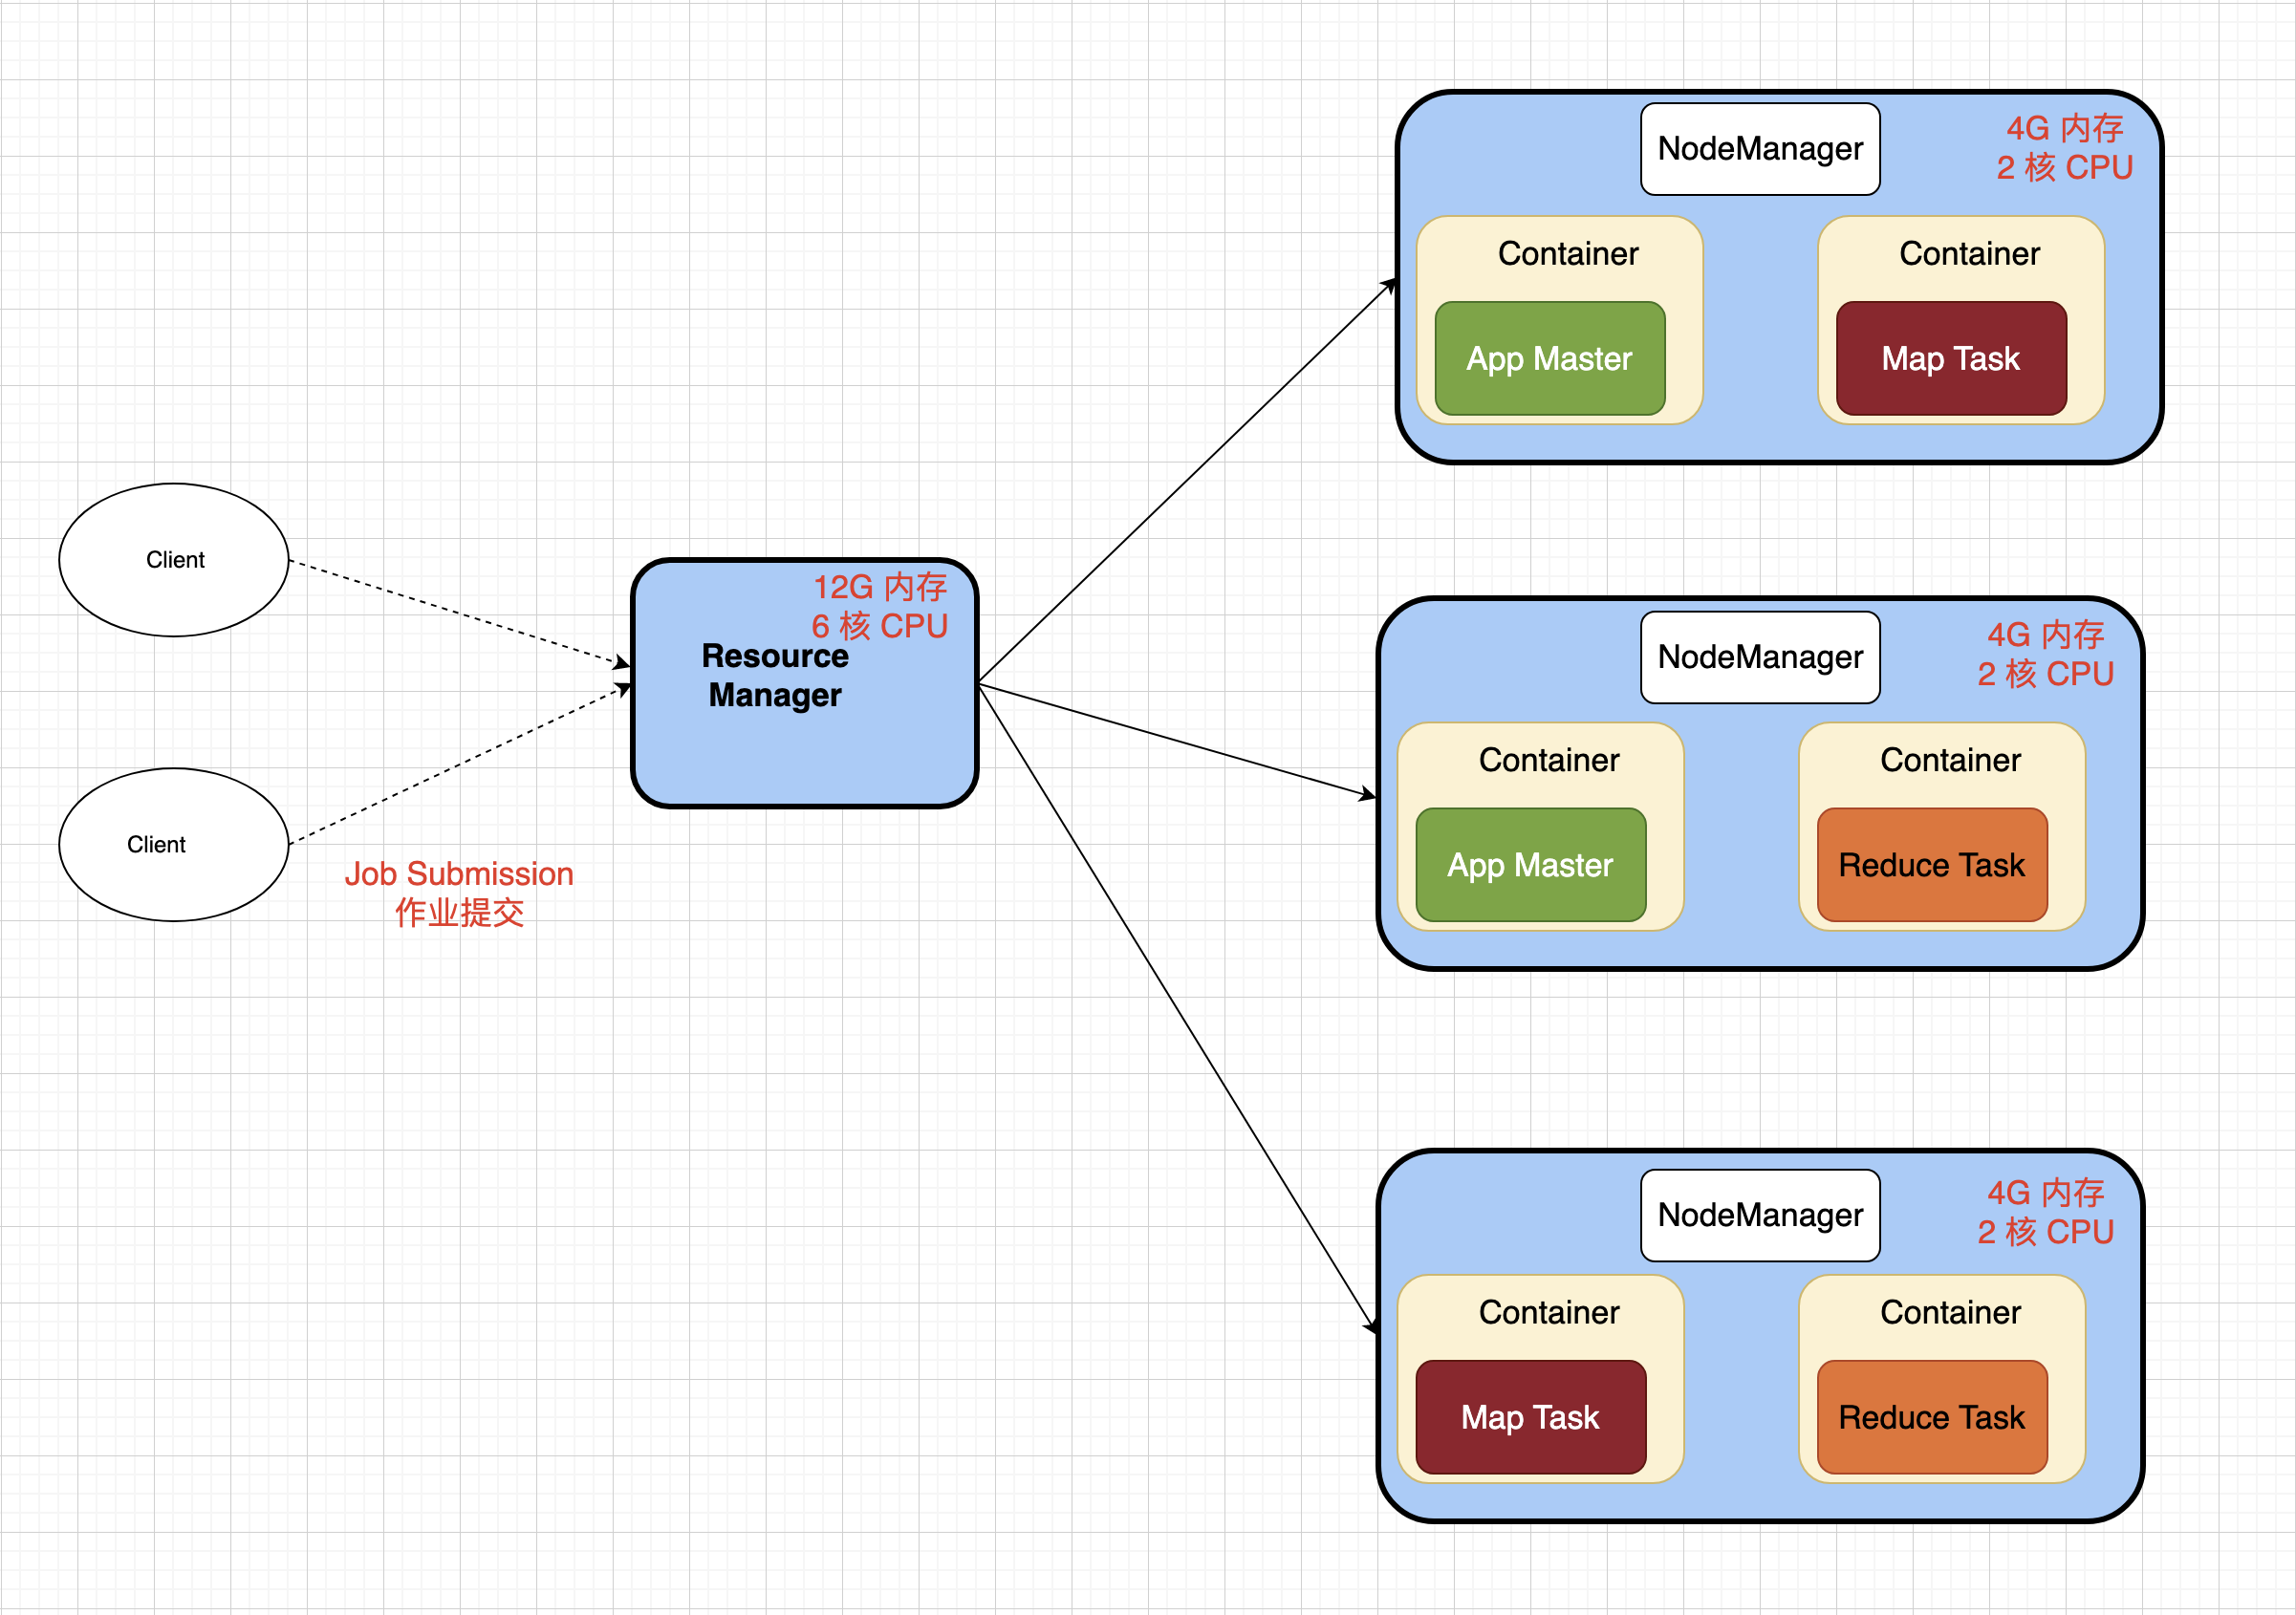 Client
Client
Job Submission
作业提交
12G 内存
6 核 CPU
Resource
Manager
NodeManager
4G 内存
2 核 CPU
Container
Container
App Master
Map Task
NodeManager
4G 内存
2 核 CPU
Container
Container
App Master
Reduce Task
NodeManager
4G 内存
2 核 CPU
Container
Container
Map Task
Reduce Task